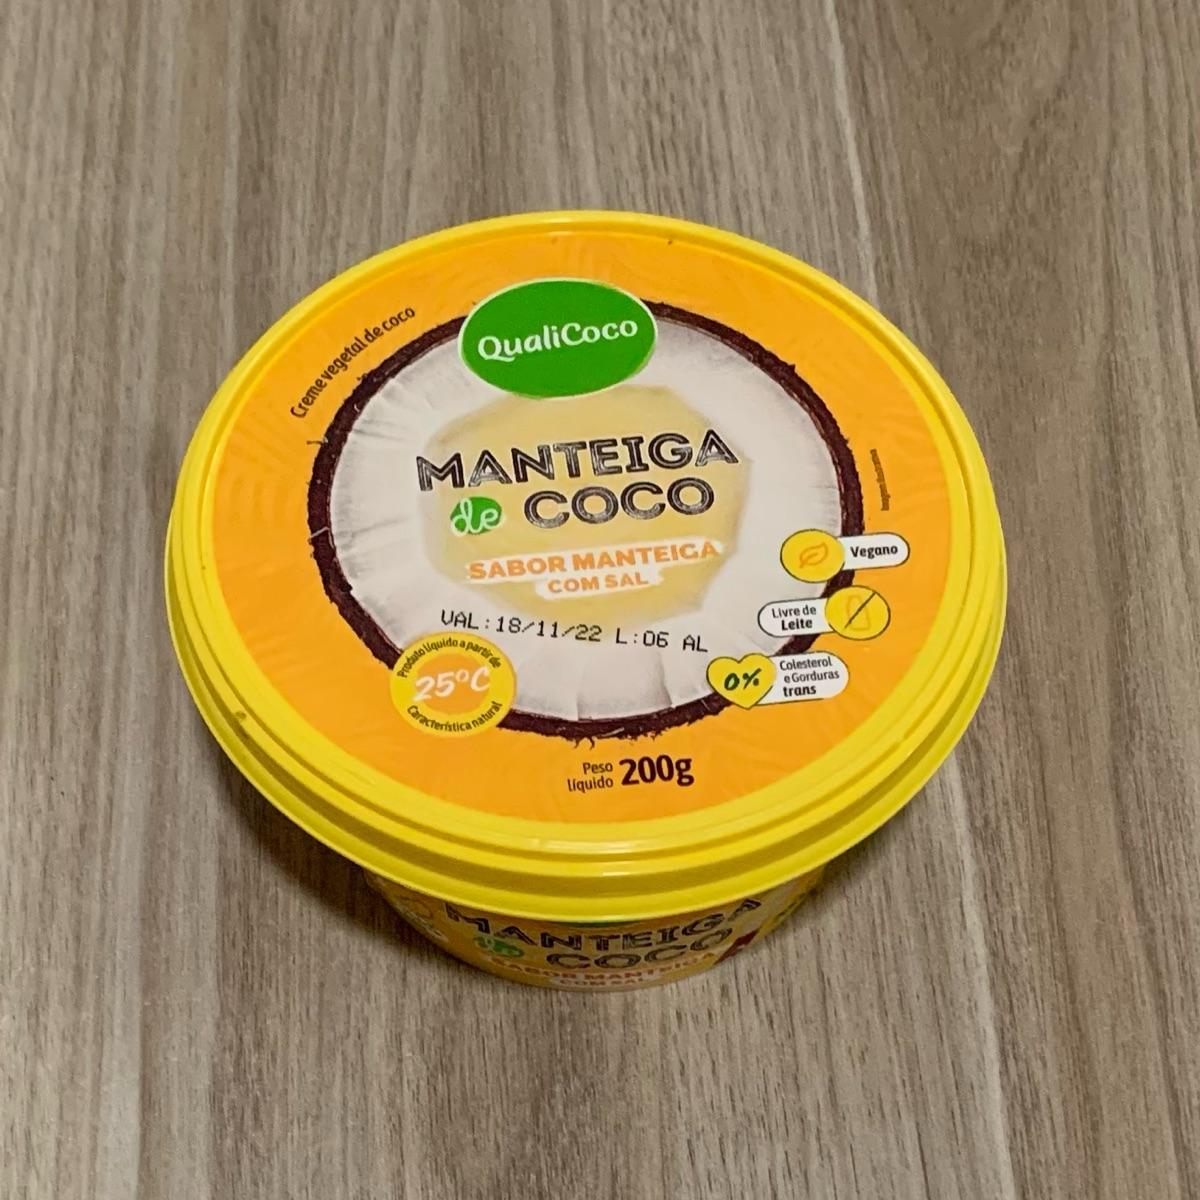 QualiCoco
Creme vegetal de coco
MANTEIGA
de COCO
SABOR MANTEIGA
COM SAL
VAL:18/11/22 L:06 AL
Vegano
Livre de
Leite
0%
Colesterol
e Gorduras
trans
Produto líquido a partir de
25°C
Característica natural
Peso
líquido 200g
MANTEIGA
de COCO
SABOR MANTEIGA
COM SAL